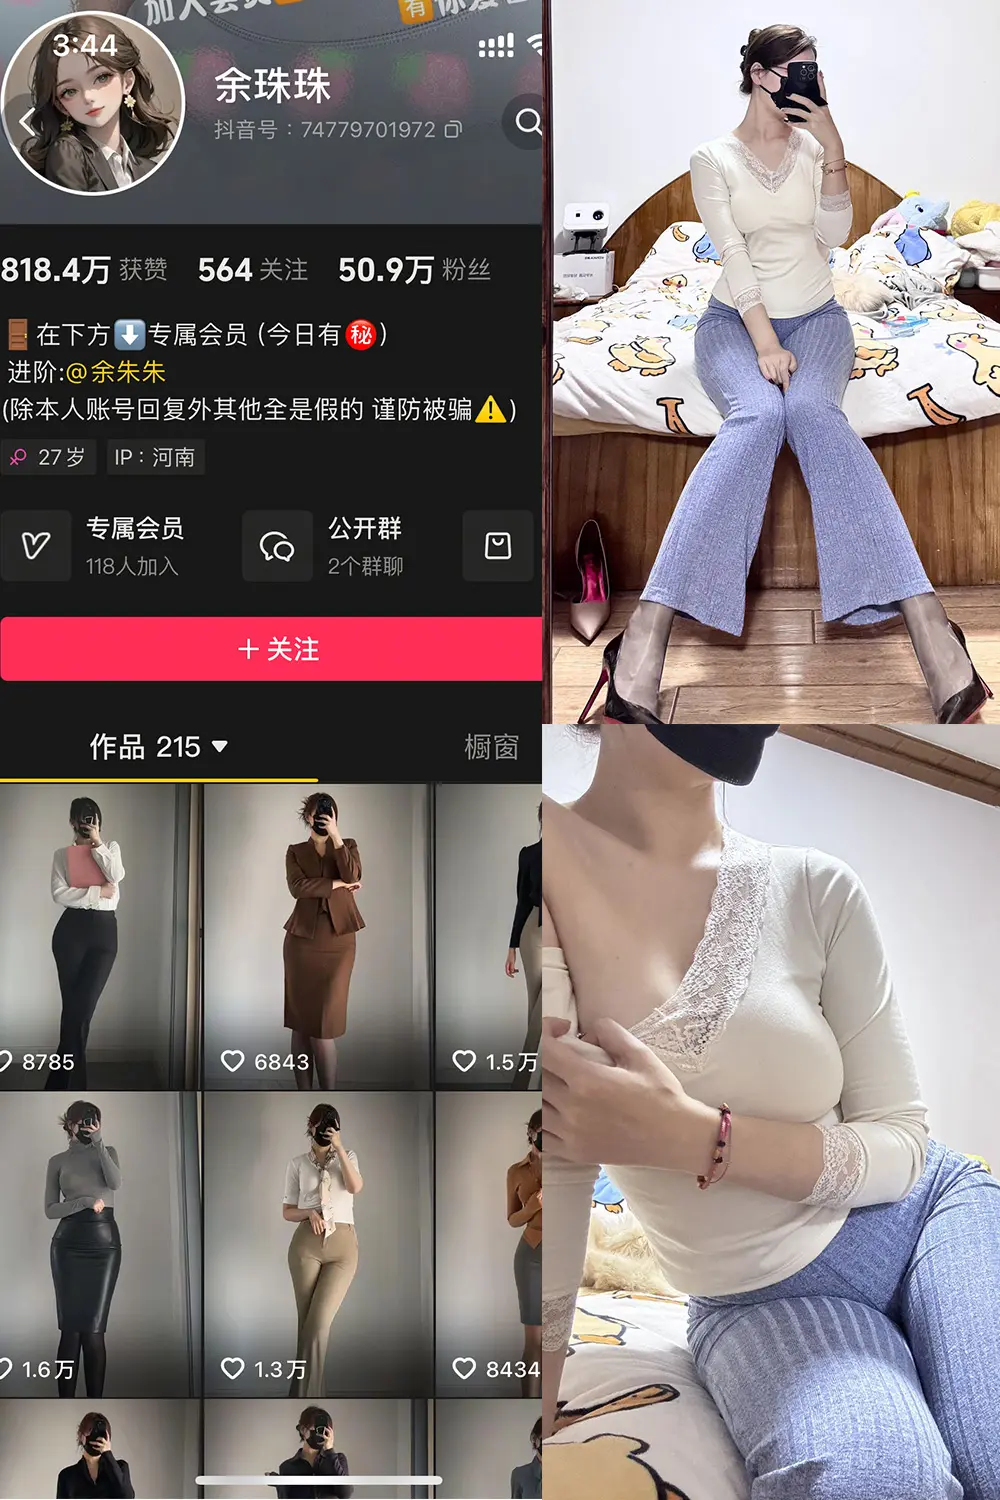 加入会员
有
3:44
余珠珠
抖音号：74779701972
818.4万 获赞 564 关注 50.9万 粉丝
🚪在下方⬇️专属会员 (今日有㊙️)
进阶:@余朱朱
(除本人账号回复外其他全是假的 谨防被骗⚠️)
27岁 IP：河南
专属会员 公开群
118人加入 2个群聊
+ 关注
作品 215 橱窗
8785 6843 1.5万
1.6万 1.3万 8434